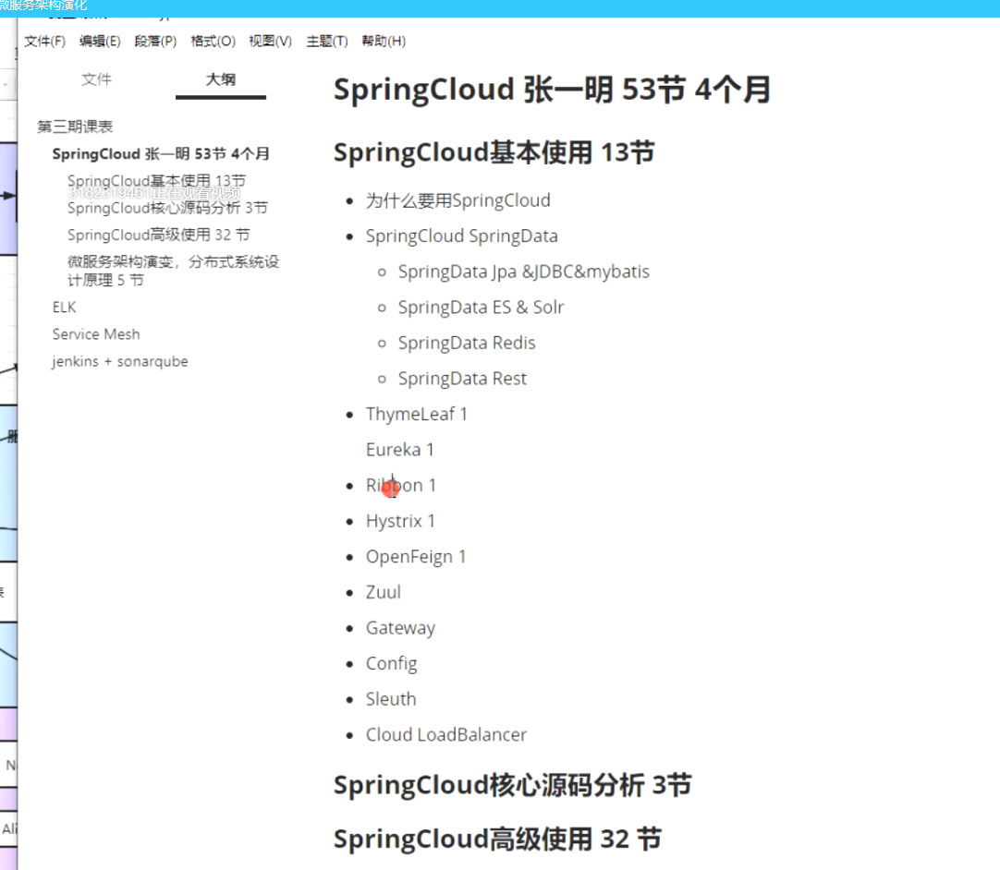 微服务架构演化
文件(F) 编辑(E) 段落(P) 格式(O) 视图(V) 主题(T) 帮助(H)
文件 大纲
第三期课表
SpringCloud 张一明 53节 4个月
SpringCloud基本使用 13节
3182319461正在观看视频
SpringCloud核心源码分析 3节
SpringCloud高级使用 32 节
微服务架构演变，分布式系统设
计原理 5 节
ELK
Service Mesh
jenkins + sonarqube
SpringCloud 张一明 53节 4个月
SpringCloud基本使用 13节
为什么要用SpringCloud
SpringCloud SpringData
SpringData Jpa &JDBC&mybatis
SpringData ES & Solr
SpringData Redis
SpringData Rest
ThymeLeaf 1
Eureka 1
Ribbon 1
Hystrix 1
OpenFeign 1
Zuul
Gateway
Config
Sleuth
Cloud LoadBalancer
SpringCloud核心源码分析 3节
SpringCloud高级使用 32 节